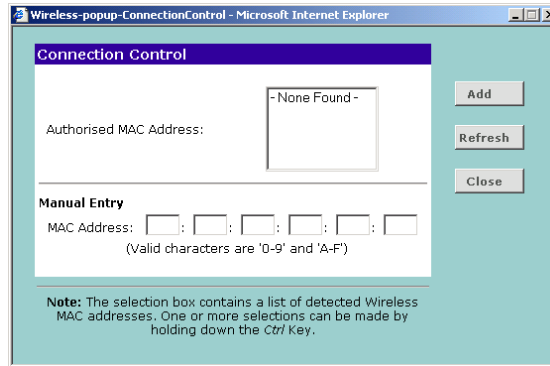 Wireless-popup-ConnectionControl - Microsoft Internet Explorer
Connection Control
Authorised MAC Address:
- None Found -
Add
Refresh
Close
Manual Entry
MAC Address: : : : : :
(Valid characters are '0-9' and 'A-F')
Note: The selection box contains a list of detected Wireless
MAC addresses. One or more selections can be made by
holding down the Ctrl Key.